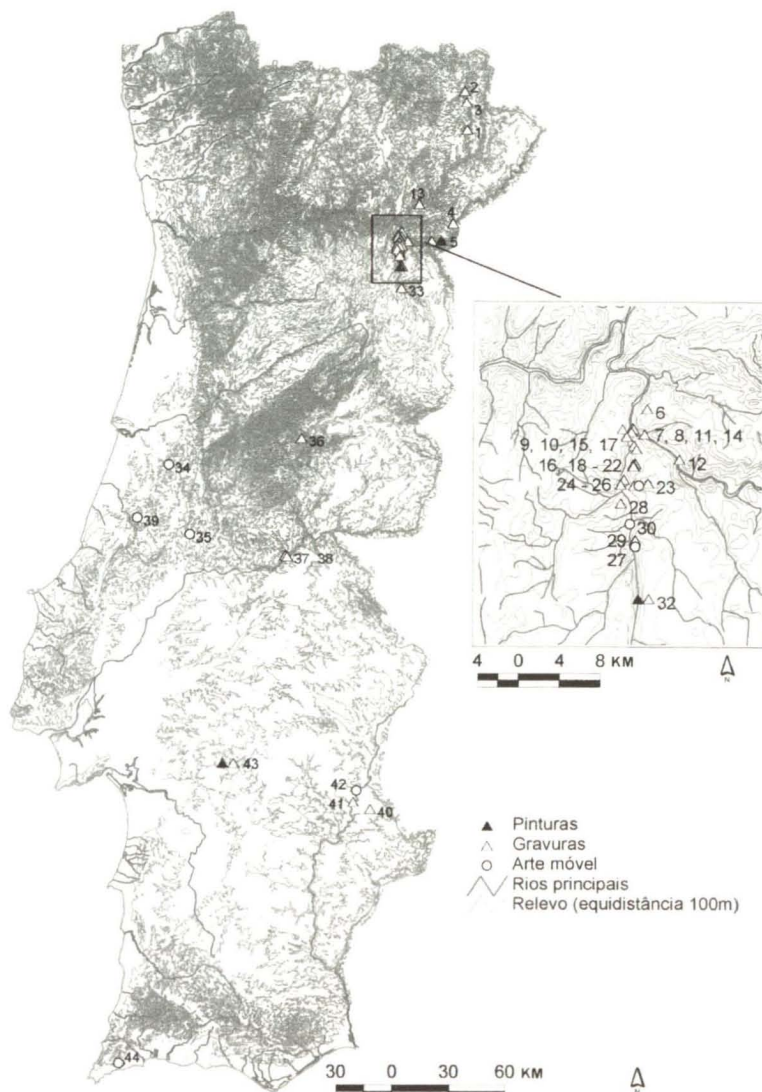 2
3
1
13
4
5
33
36
34
39
35
37, 38
6
7, 8, 11, 14
9, 10, 15, 17
12
16, 18 - 22
24 - 26
23
28
30
29
27
32
4 0 4 8 KM
N
43
42
41
40
Pinturas
Gravuras
Arte móvel
Rios principais
Relevo (equidistância 100m)
44
30 0 30 60 KM
N